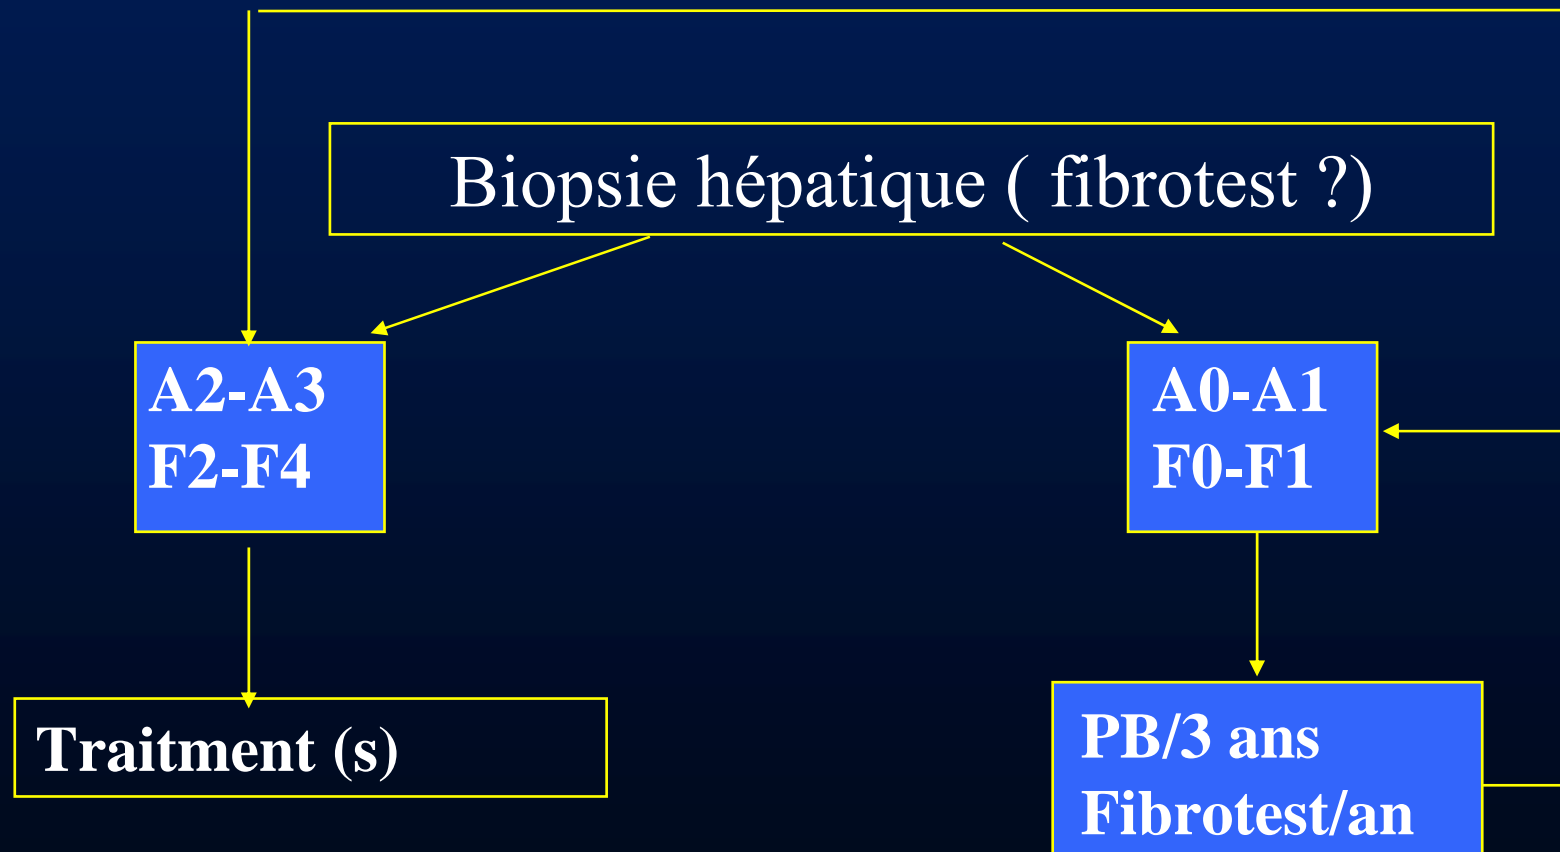 Biopsie hépatique ( fibrotest ?)
A2-A3
F2-F4
A0-A1
F0-F1
Traitment (s)
PB/3 ans
Fibrotest/an